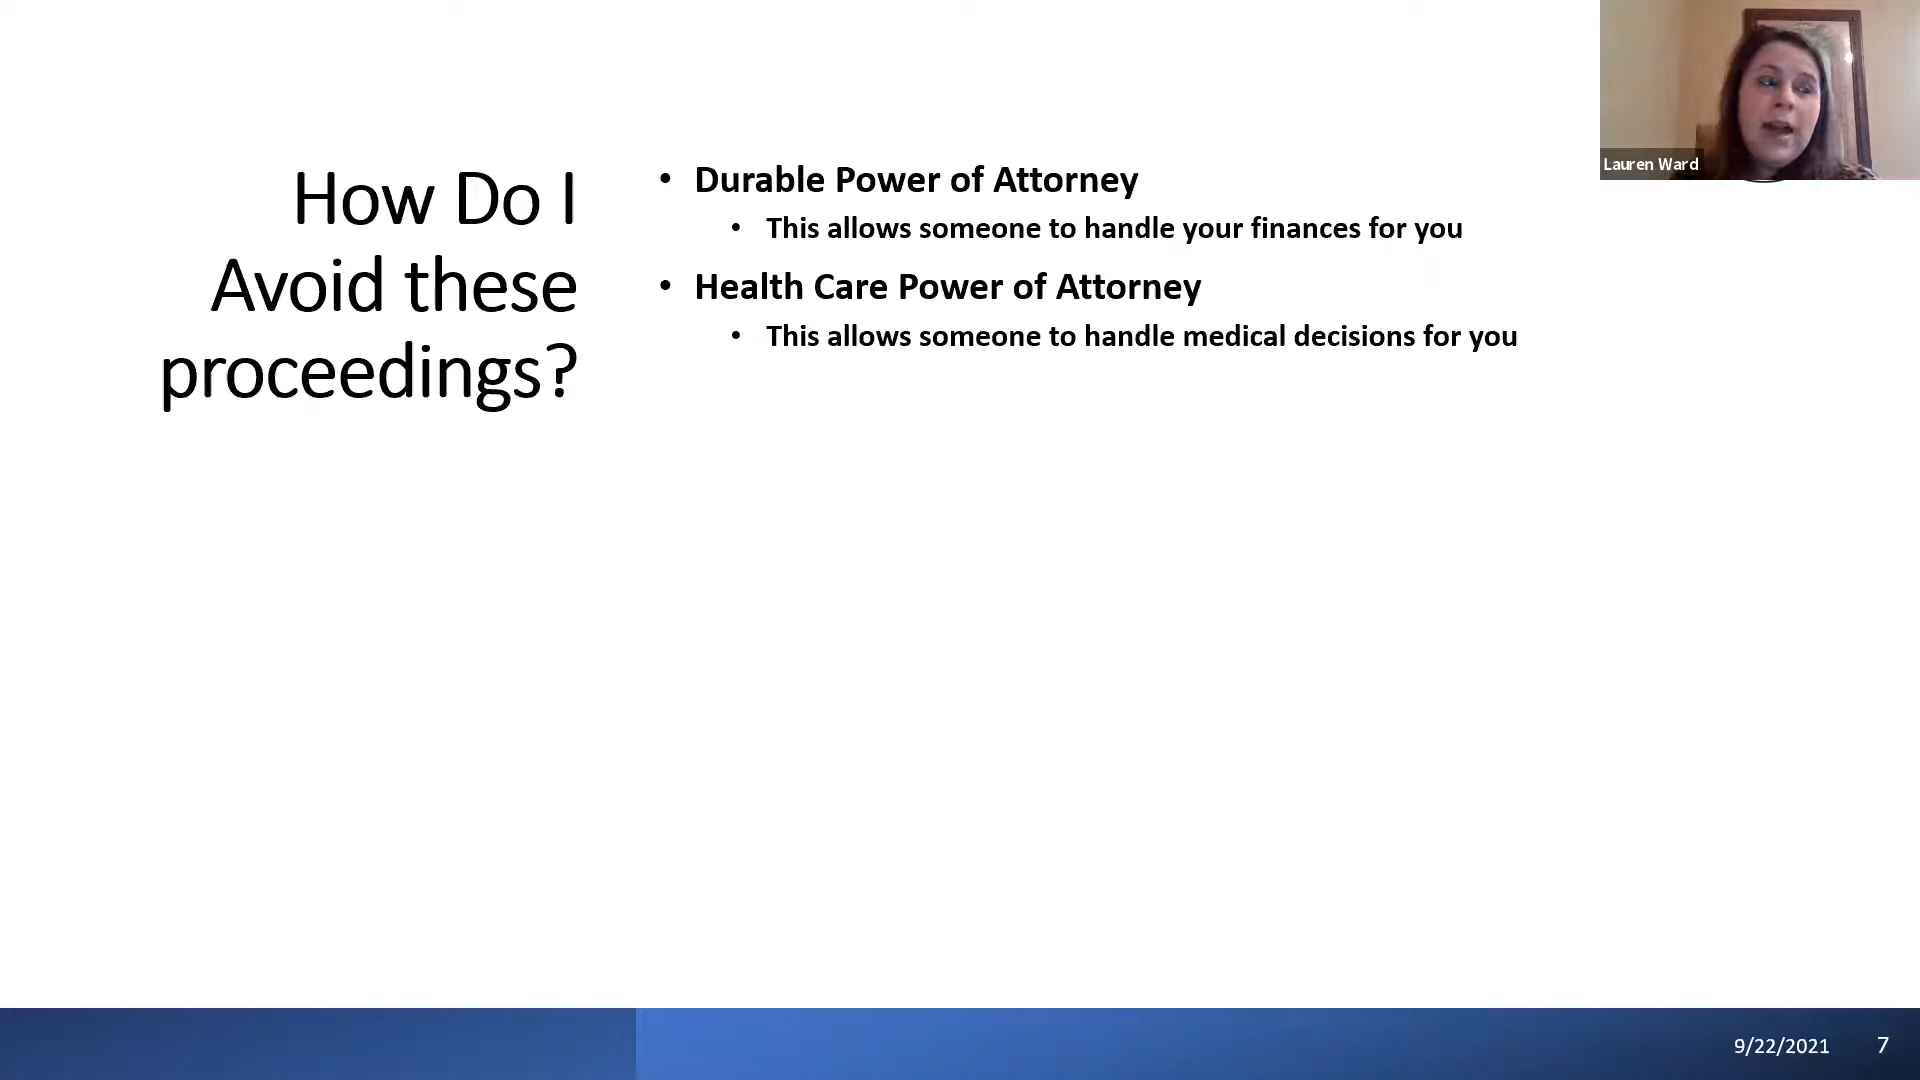 How Do I
Avoid these
proceedings?
• Durable Power of Attorney
• This allows someone to handle your finances for you
• Health Care Power of Attorney
• This allows someone to handle medical decisions for you
Lauren Ward
9/22/2021 7